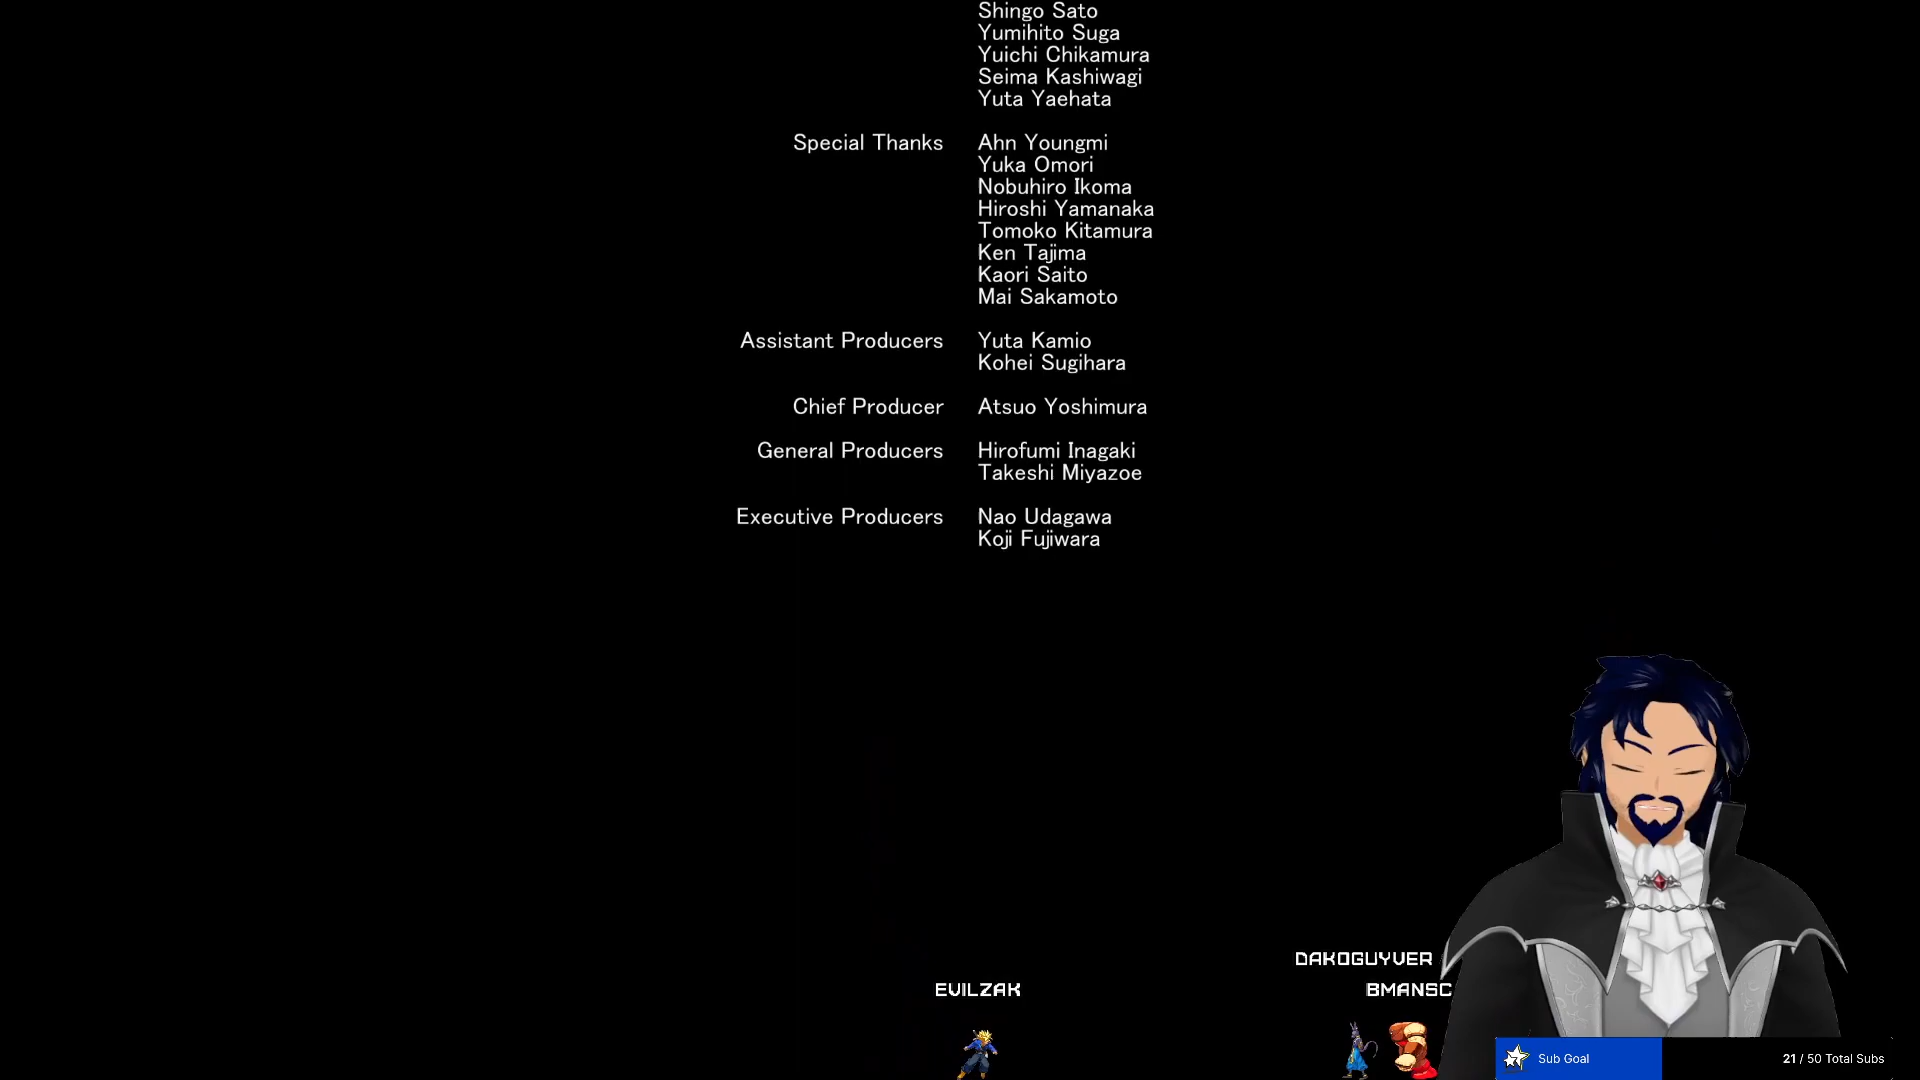 Shingo Sato
Yumihito Suga
Yuichi Chikamura
Seima Kashiwagi
Yuta Yaehata
Special Thanks Ahn Youngmi
Yuka Omori
Nobuhiro Ikoma
Hiroshi Yamanaka
Tomoko Kitamura
Ken Tajima
Kaori Saito
Mai Sakamoto
Assistant Producers Yuta Kamio
Kohei Sugihara
Chief Producer Atsuo Yoshimura
General Producers Hirofumi Inagaki
Takeshi Miyazoe
Executive Producers Nao Udagawa
Koji Fujiwara
DAKOGUYVER
EVILZAK BMANSC
Sub Goal 21 / 50 Total Subs